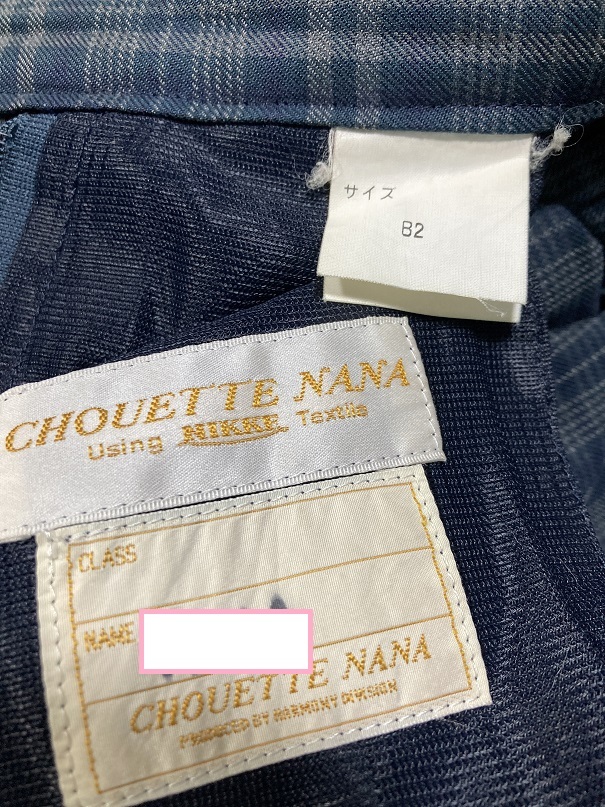 サイズ
B2
CHOUETTE NANA
Using NIKKE Textile
CLASS
NAME
CHOUETTE NANA
PRODUCED BY HARMONY DIVISION